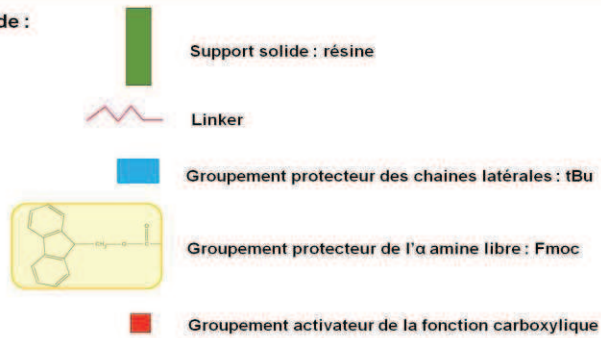 de :
Support solide : résine
Linker
Groupement protecteur des chaines latérales : tBu
Groupement protecteur de l'α amine libre : Fmoc
Groupement activateur de la fonction carboxylique